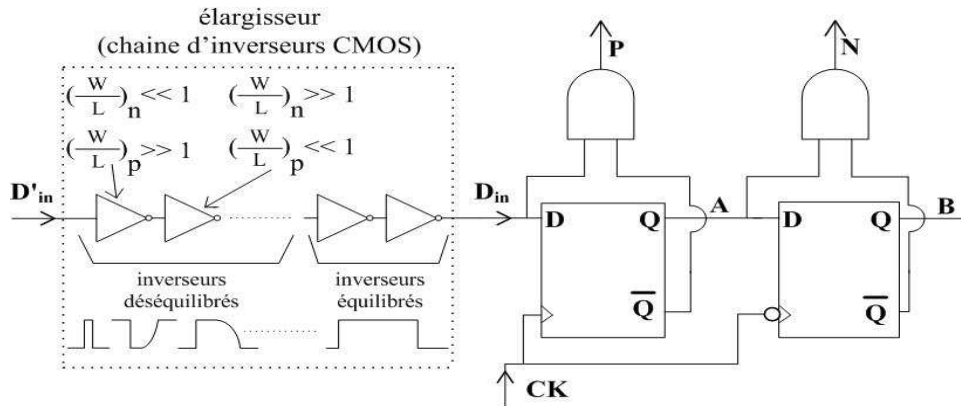 élargisseur
(chaine d'inverseurs CMOS)
P
N
(W/L)n << 1 (W/L)n >> 1
(W/L)p >> 1 (W/L)p << 1
D'in
Din
D Q
A
D Q
B
inverseurs
déséquilibrés
inverseurs
équilibrés
Q̅
Q̅
CK